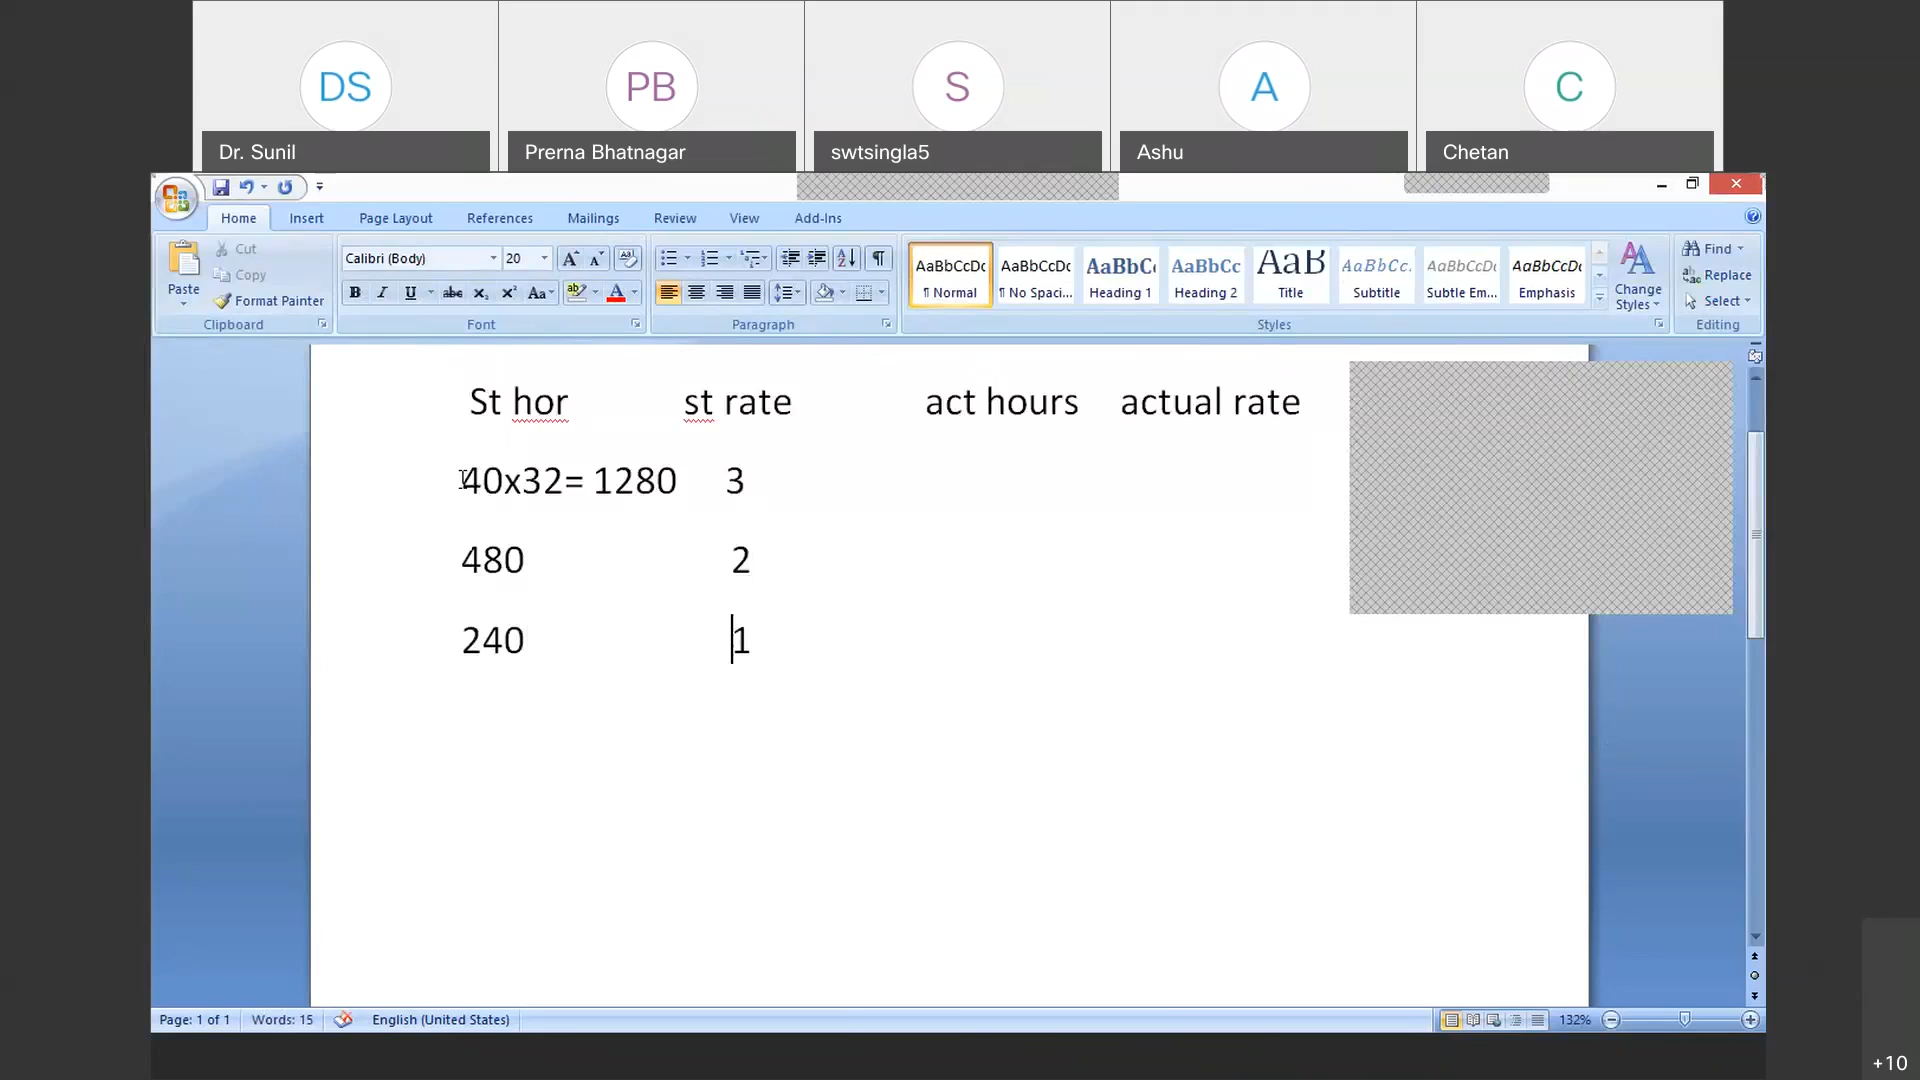 DS PB S A C
Dr. Sunil Prerna Bhatnagar swtsingla5 Ashu Chetan
Home Insert Page Layout References Mailings Review View Add-Ins
Paste
Cut
Copy
Format Painter
Clipboard
Calibri (Body) 20
Font
Paragraph
AaBbCcDc AaBbCcDc AaBbC AaBbCc AaB AaBbCc. AaBbCcDc AaBbCcDc
¶ Normal ¶ No Spaci... Heading 1 Heading 2 Title Subtitle Subtle Em... Emphasis
Change
Styles
Styles
Find
Replace
Select
Editing
St hor st rate act hours actual rate
40x32= 1280 3
480 2
240 1
Page: 1 of 1 Words: 15 English (United States) 132%
+10